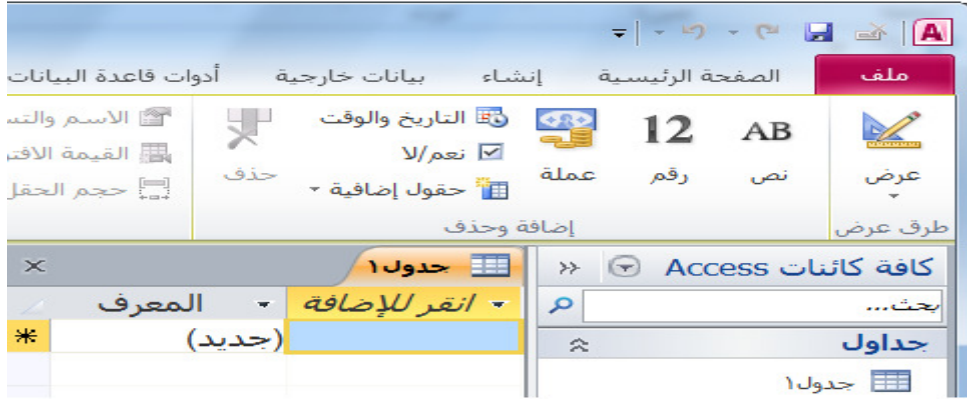 A
ملف الصفحة الرئيسية إنشاء بيانات خارجية أدوات قاعدة البيانات
عرض
AB
نص
12
رقم
عملة
التاريخ والوقت
نعم/لا
حقول إضافية
حذف
الاسم
القيمة
حجم الحقل
طرق عرض
إضافة وحذف
كافة كائنات Access
بحث...
جداول
جدول١
جدول١
انقر للإضافة المعرف
(جديد)